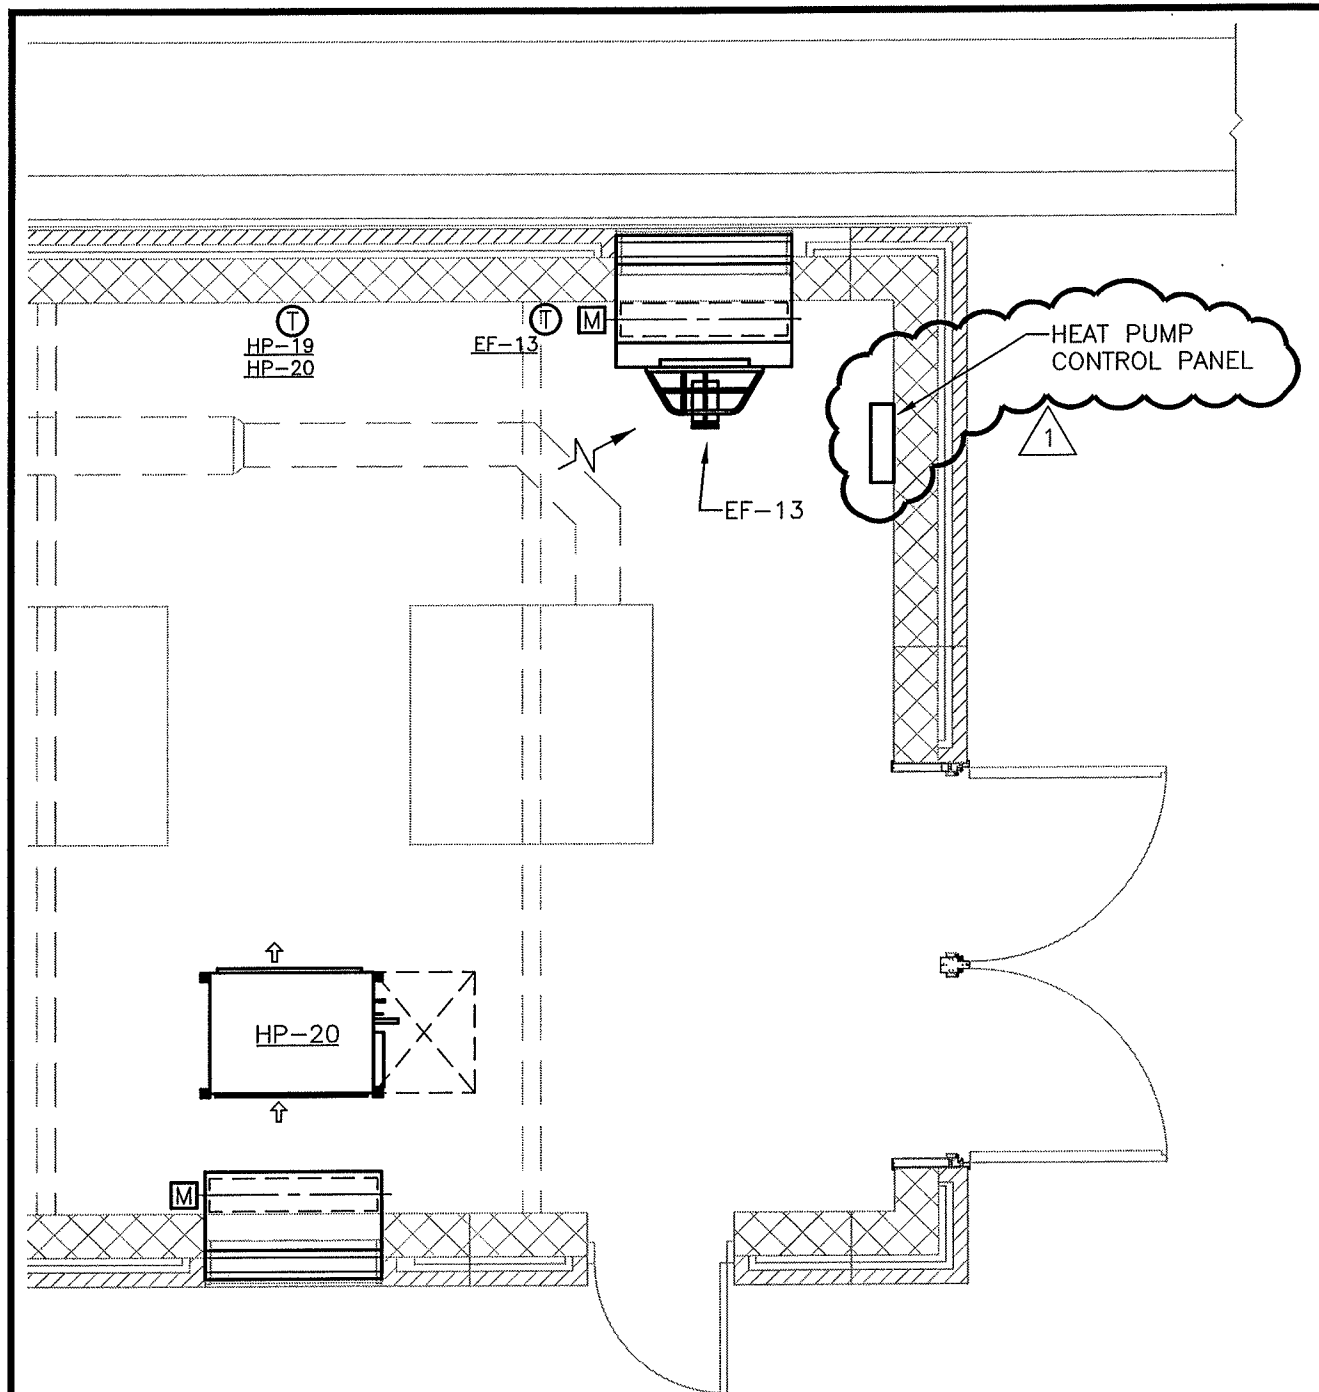 T
HP-19
HP-20
T
EF-13
M
HEAT PUMP
CONTROL PANEL
1
EF-13
HP-20
M